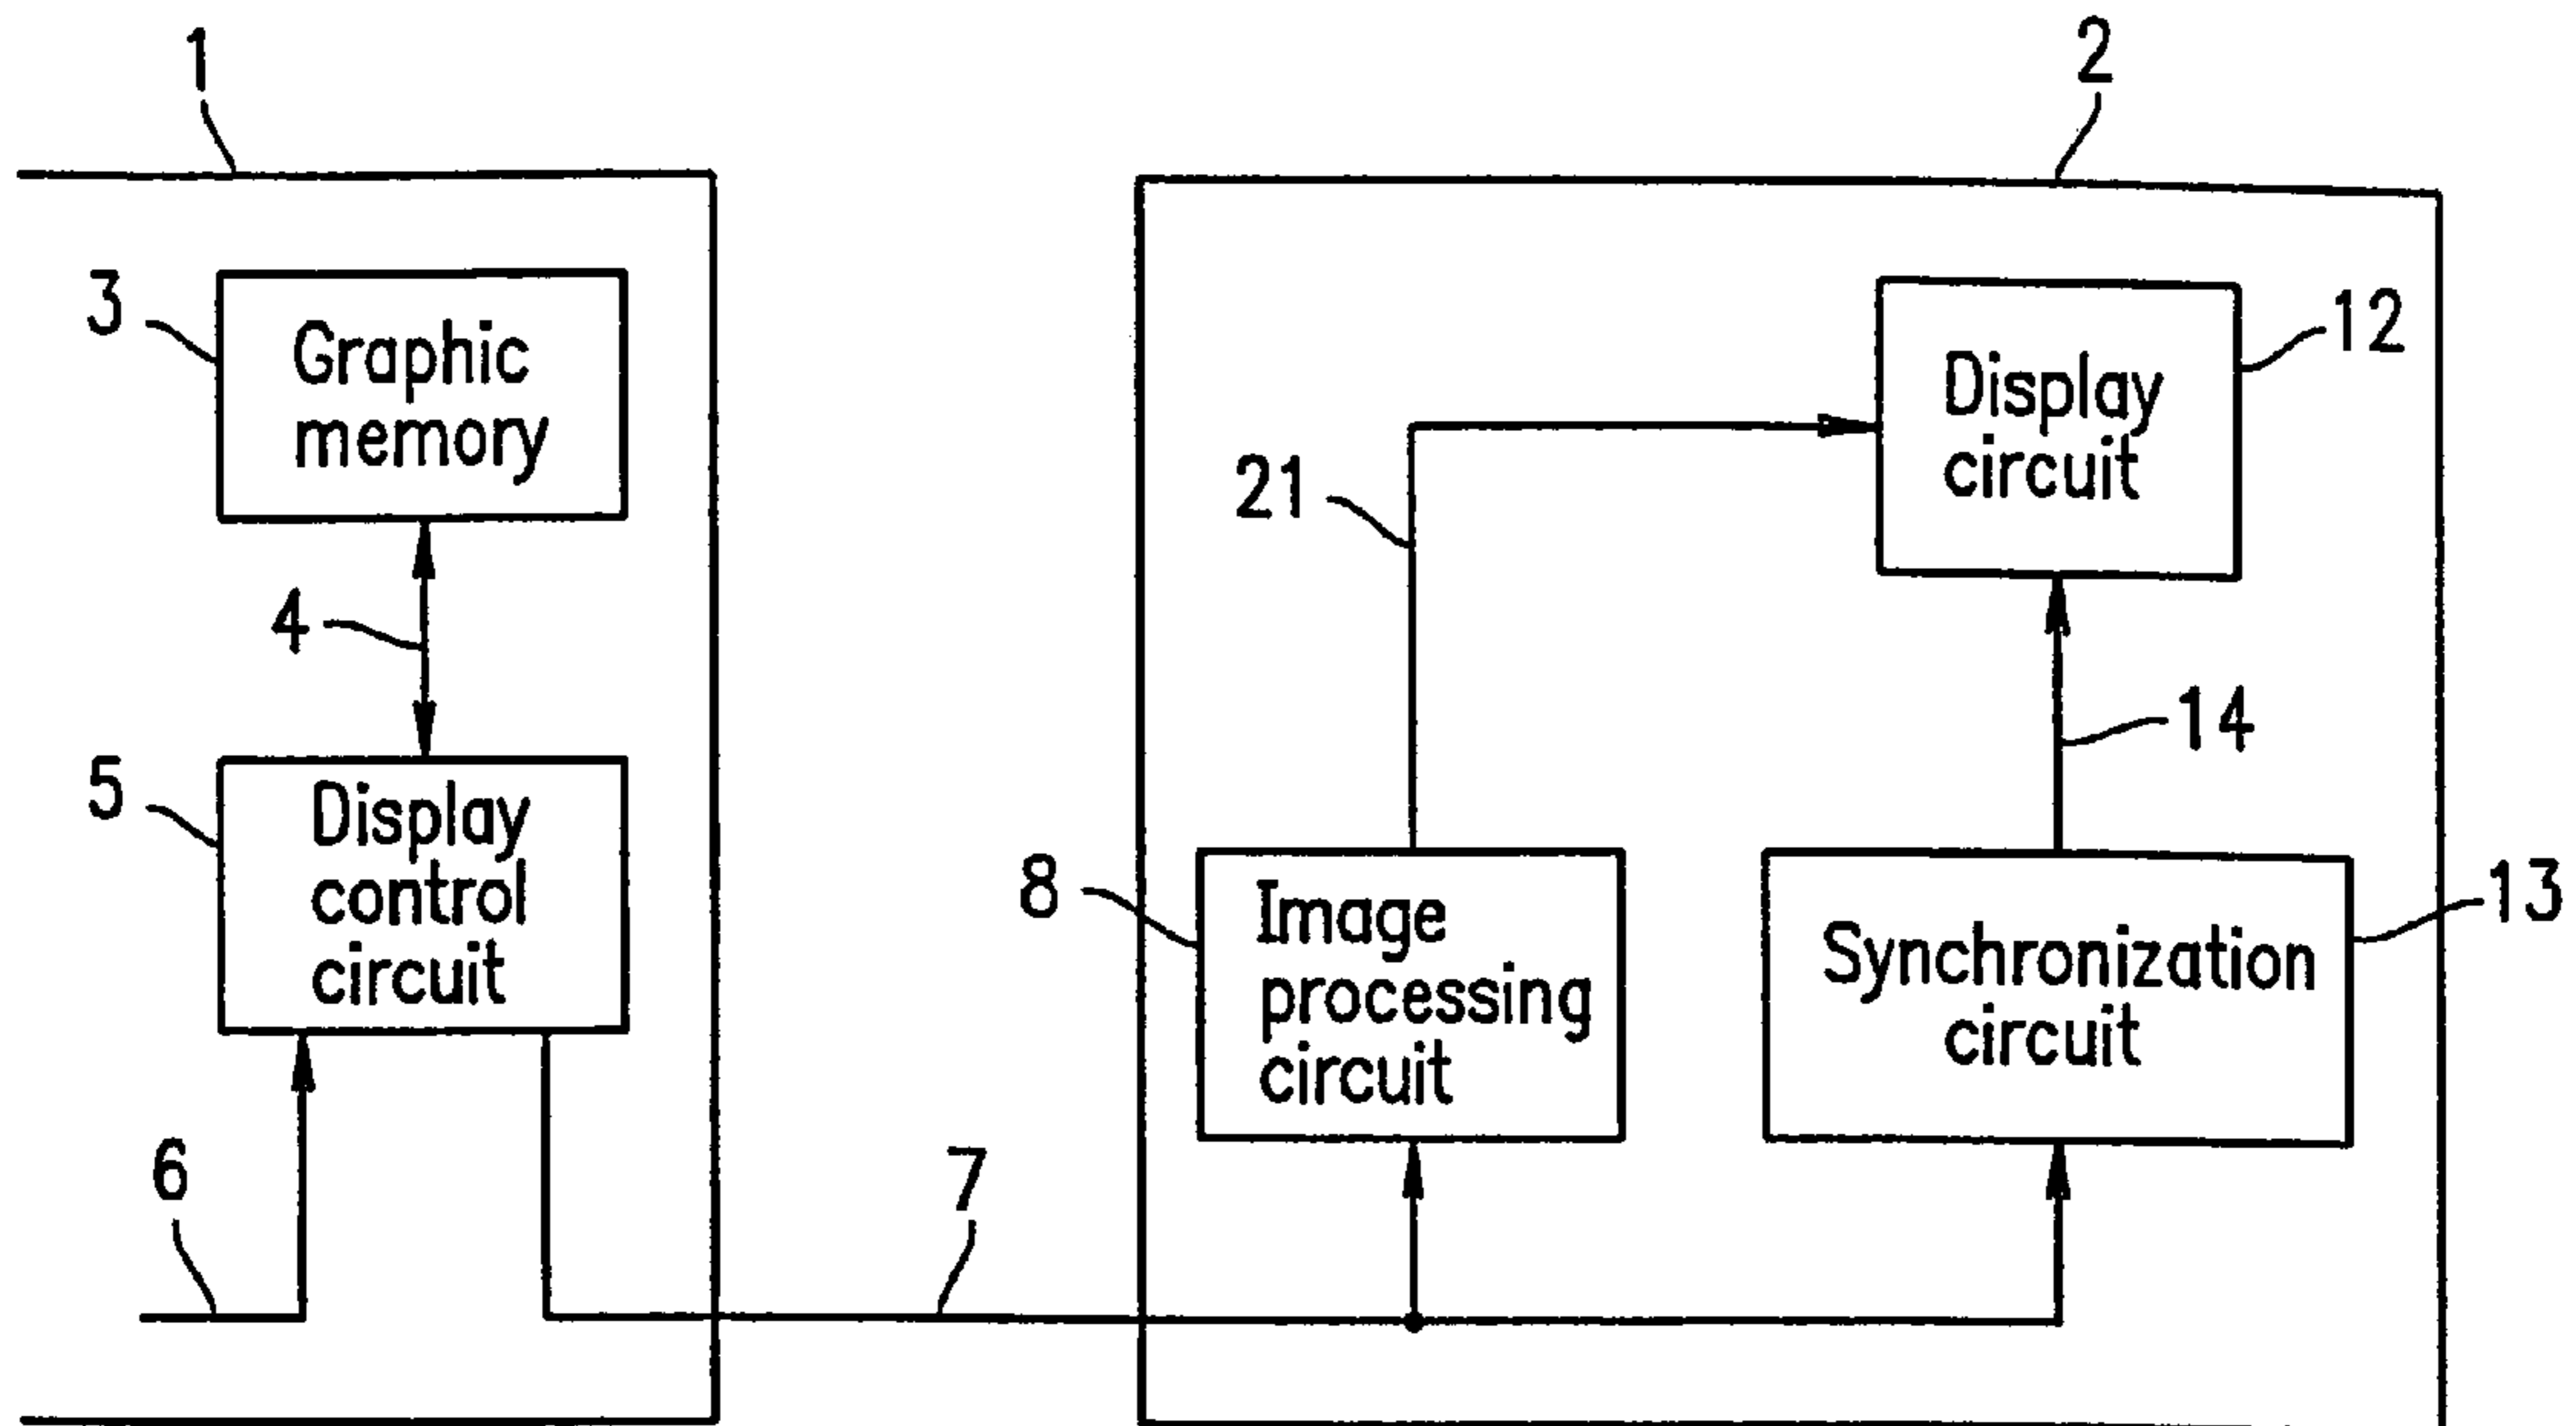 1
2
3
Graphic
memory
4
5
Display
control
circuit
6
7
Display
circuit
12
21
14
8
Image
processing
circuit
Synchronization
circuit
13